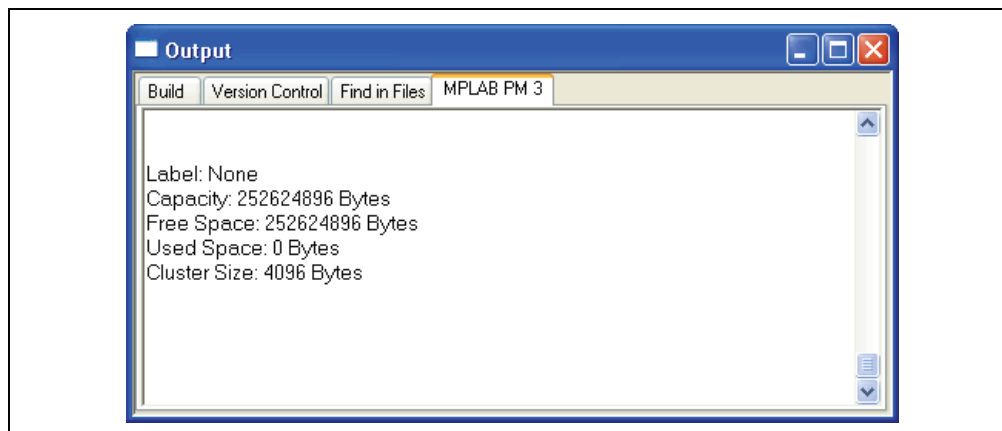 Output
Build Version Control Find in Files MPLAB PM 3
Label: None
Capacity: 252624896 Bytes
Free Space: 252624896 Bytes
Used Space: 0 Bytes
Cluster Size: 4096 Bytes